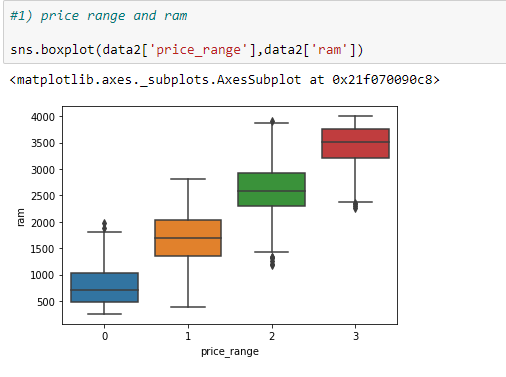 #1) price range and ram
sns.boxplot(data2['price_range'],data2['ram'])
<matplotlib.axes._subplots.AxesSubplot at 0x21f070090c8>
4000
3500
3000
2500
2000
1500
1000
500
ram
0 1 2 3
price_range